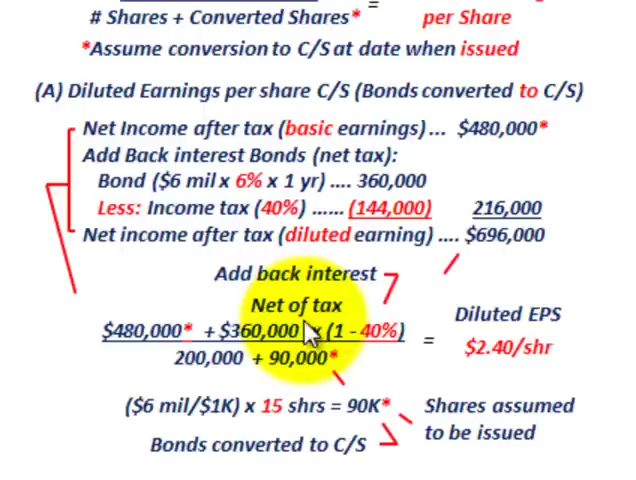 # Shares + Converted Shares* = per Share
*Assume conversion to C/S at date when issued
(A) Diluted Earnings per share C/S (Bonds converted to C/S)
Net Income after tax (basic earnings)... $480,000*
Add Back interest Bonds (net tax):
Bond ($6 mil x 6% x 1 yr) .... 360,000
Less: Income tax (40%) ...... (144,000) 216,000
Net income after tax (diluted earning) .... $696,000
Add back interest
Net of tax
$480,000* + $360,000 x (1 - 40%)
200,000 + 90,000*
=
Diluted EPS
$2.40/shr
($6 mil/$1K) x 15 shrs = 90K*
Bonds converted to C/S
Shares assumed
to be issued